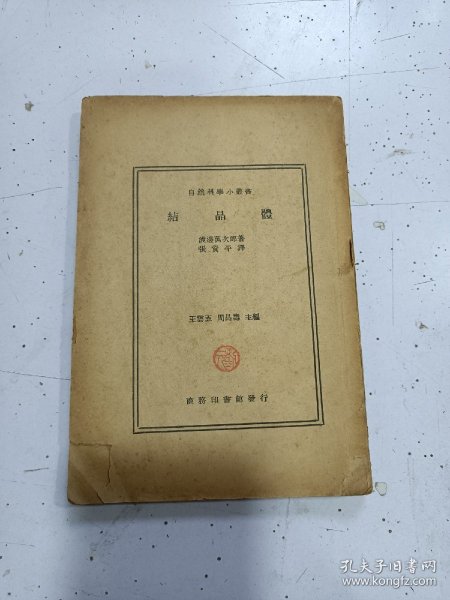 自然科學小叢書
結晶體
渡邊萬次郎著
張資平譯
王雲五 周昌壽 主編
商務印書館發行
孔夫子旧书网
www.kongfz.com